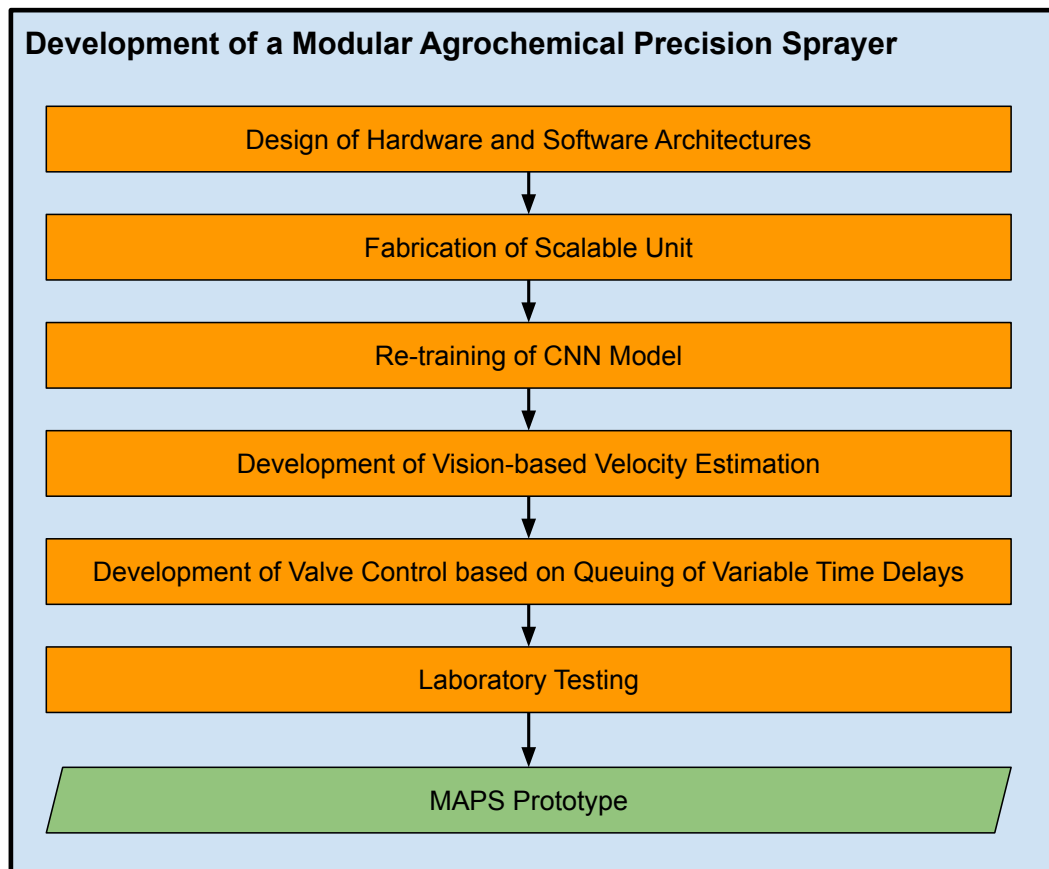 Development of a Modular Agrochemical Precision Sprayer
Design of Hardware and Software Architectures
Fabrication of Scalable Unit
Re-training of CNN Model
Development of Vision-based Velocity Estimation
Development of Valve Control based on Queuing of Variable Time Delays
Laboratory Testing
MAPS Prototype